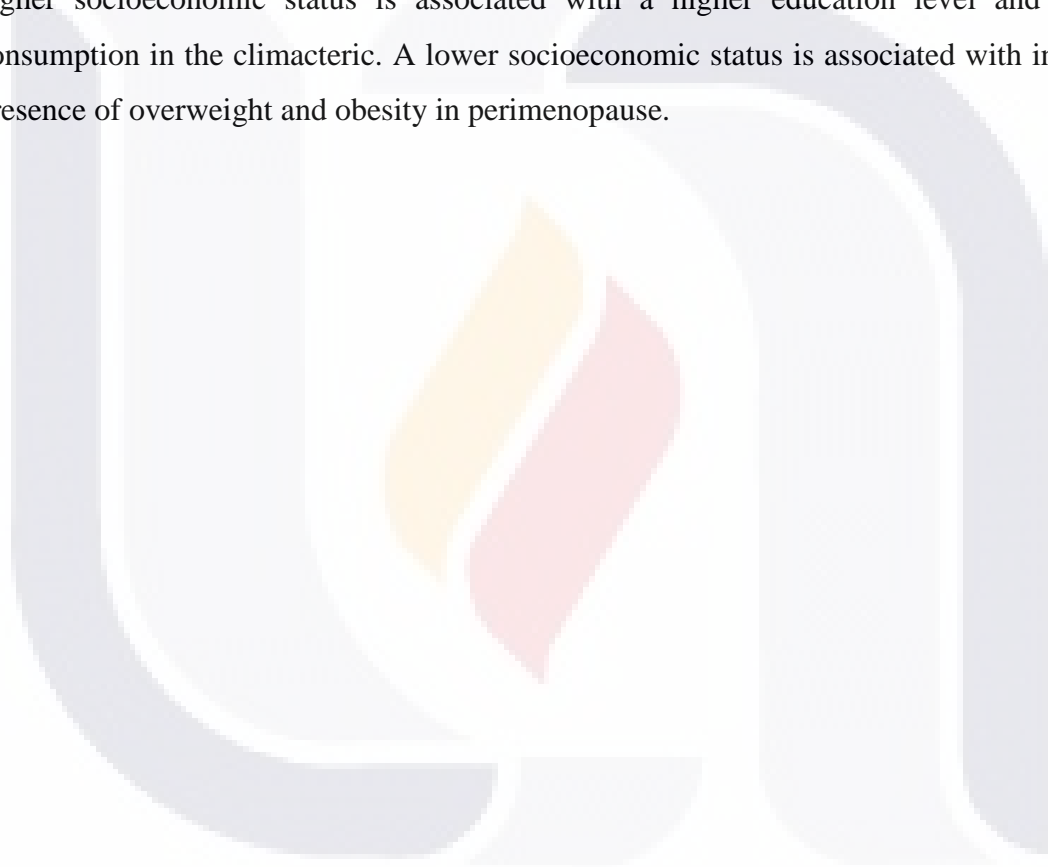 gher socioeconomic status is associated with a higher education level and
onsumption in the climacteric. A lower socioeconomic status is associated with
resence of overweight and obesity in perimenopause.